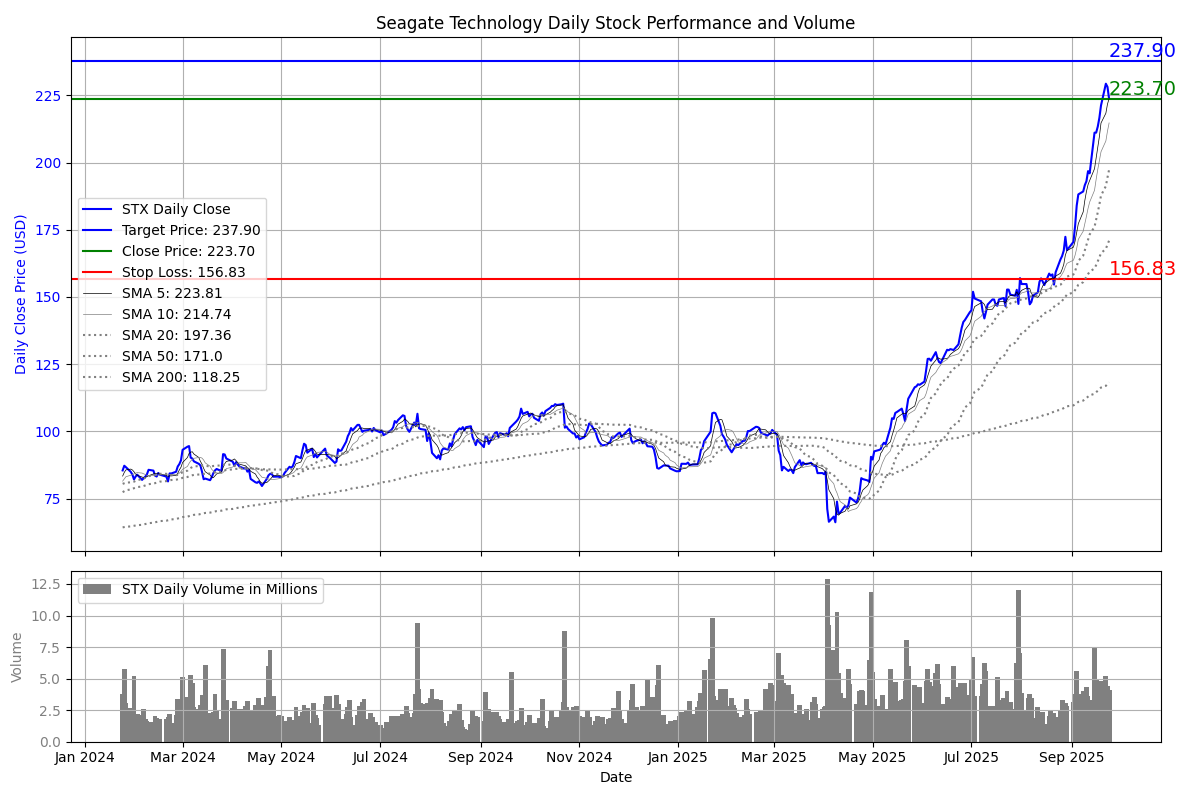 Seagate Technology Daily Stock Performance and Volume
237.90
223.70
156.83
225
200
175
150
125
100
75
Daily Close Price (USD)
STX Daily Close
Target Price: 237.90
Close Price: 223.70
Stop Loss: 156.83
SMA 5: 223.81
SMA 10: 214.74
SMA 20: 197.36
SMA 50: 171.0
SMA 200: 118.25
STX Daily Volume in Millions
12.5
10.0
7.5
5.0
2.5
0.0
Volume
Jan 2024 Mar 2024 May 2024 Jul 2024 Sep 2024 Nov 2024 Jan 2025 Mar 2025 May 2025 Jul 2025 Sep 2025
Date